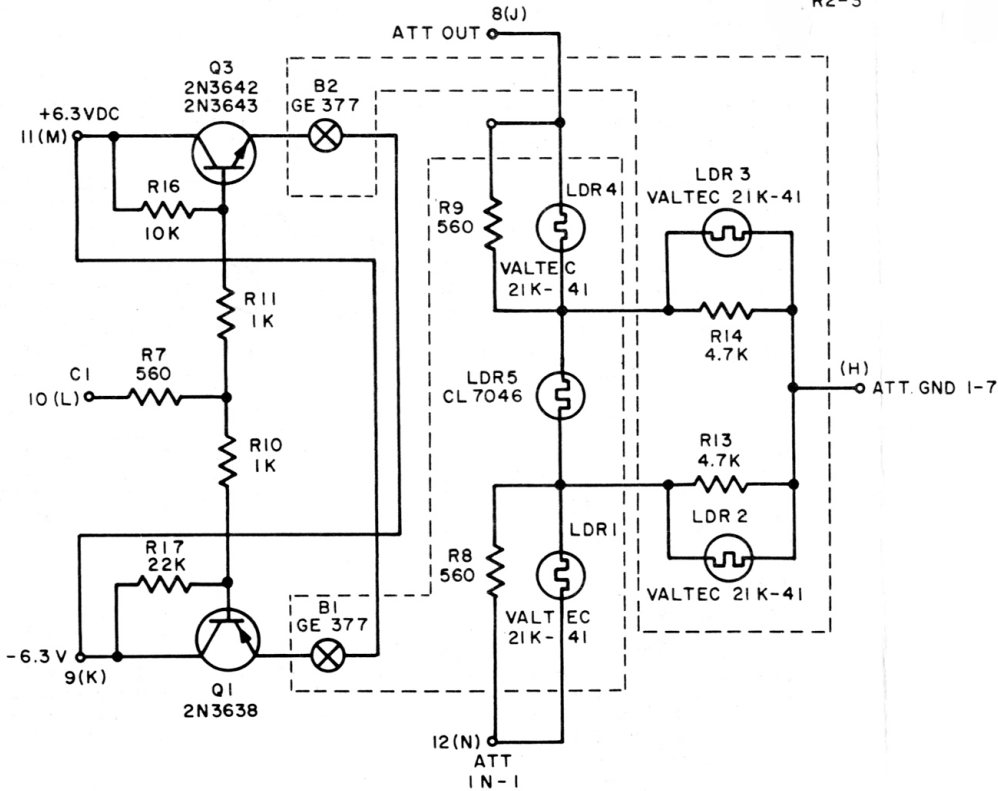 R2-3
8(J)
ATT OUT
Q3
2N3642
2N3643
B2
GE 377
+6.3VDC
11(M)
R16
10K
R9
560
LDR4
VALTEC
21K-41
LDR 3
VALTEC 21K-41
R14
4.7K
R11
1K
R7
560
C1
10(L)
LDR5
CL7046
(H)
ATT. GND 1-7
R10
1K
R13
4.7K
LDR 2
VALTEC 21K-41
R17
22K
R8
560
LDR1
VALTEC
21K-41
B1
GE 377
-6.3V
9(K)
Q1
2N3638
12(N)
ATT
IN-1